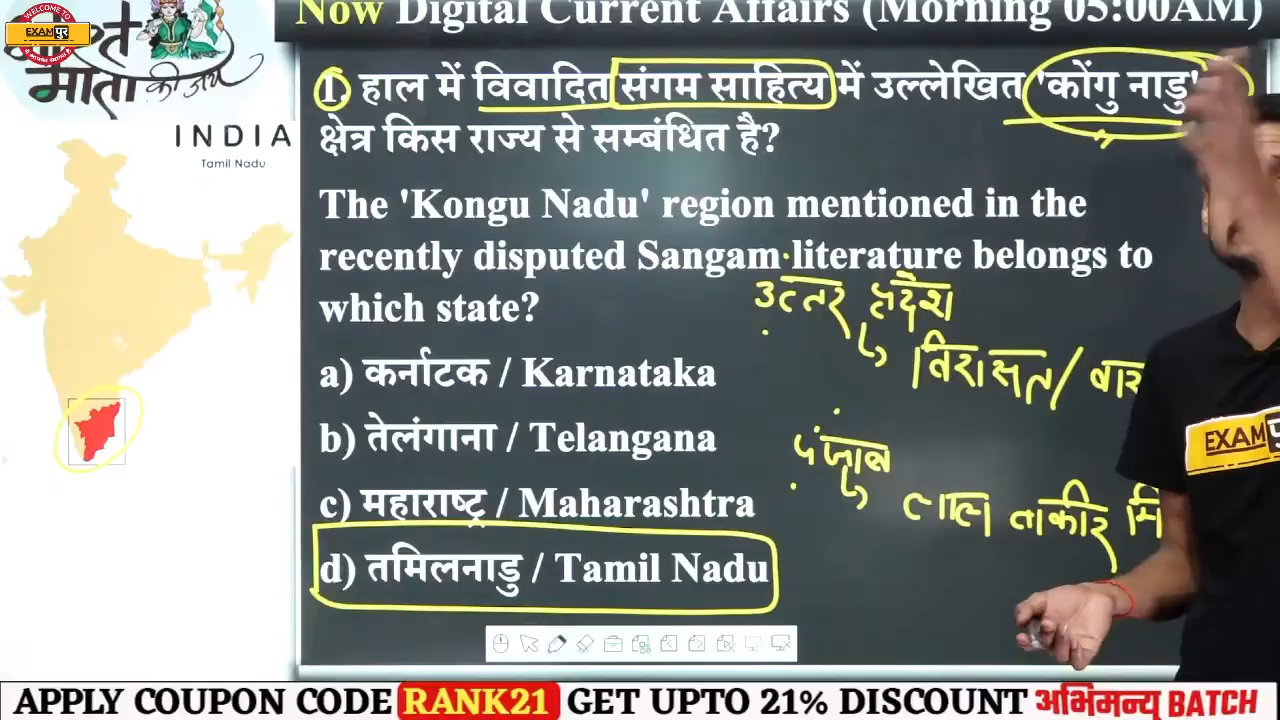 Now Digital Current Affairs (Morning 05:00AM)
WELCOME TO
EXAMपुर
भारत
माता की जय
INDIA
Tamil Nadu
1. हाल में विवादित संगम साहित्य में उल्लेखित 'कोंगु नाडु'
क्षेत्र किस राज्य से सम्बंधित है?
The 'Kongu Nadu' region mentioned in the
recently disputed Sangam literature belongs to
which state?
उत्तर प्रदेश
विरासत/
a) कर्नाटक / Karnataka
b) तेलंगाना / Telangana
पंजाब
लाल लकीर
c) महाराष्ट्र / Maharashtra
d) तमिलनाडु / Tamil Nadu
EXAMपुर
APPLY COUPON CODE RANK21 GET UPTO 21% DISCOUNT अभिमन्यु BATCH